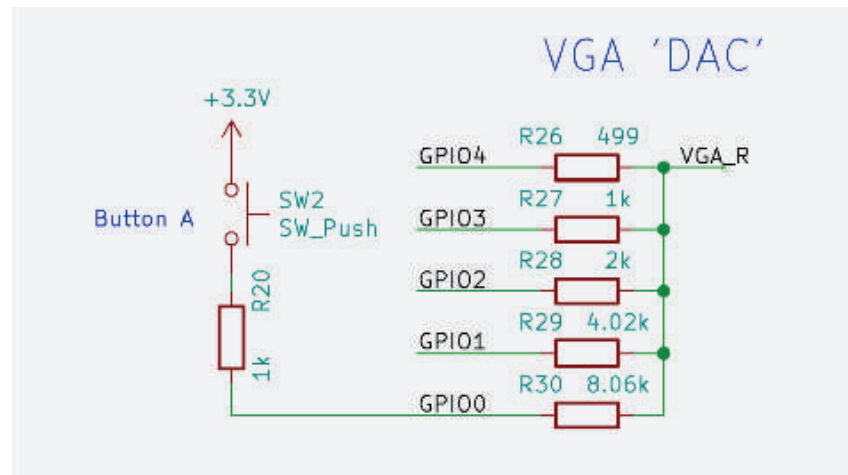 VGA 'DAC'
+3.3V
Button A
SW2
SW_Push
R20
1k
GPIO4
R26 499
VGA_R
GPIO3
R27 1k
GPIO2
R28 2k
GPIO1
R29 4.02k
GPIO0
R30 8.06k